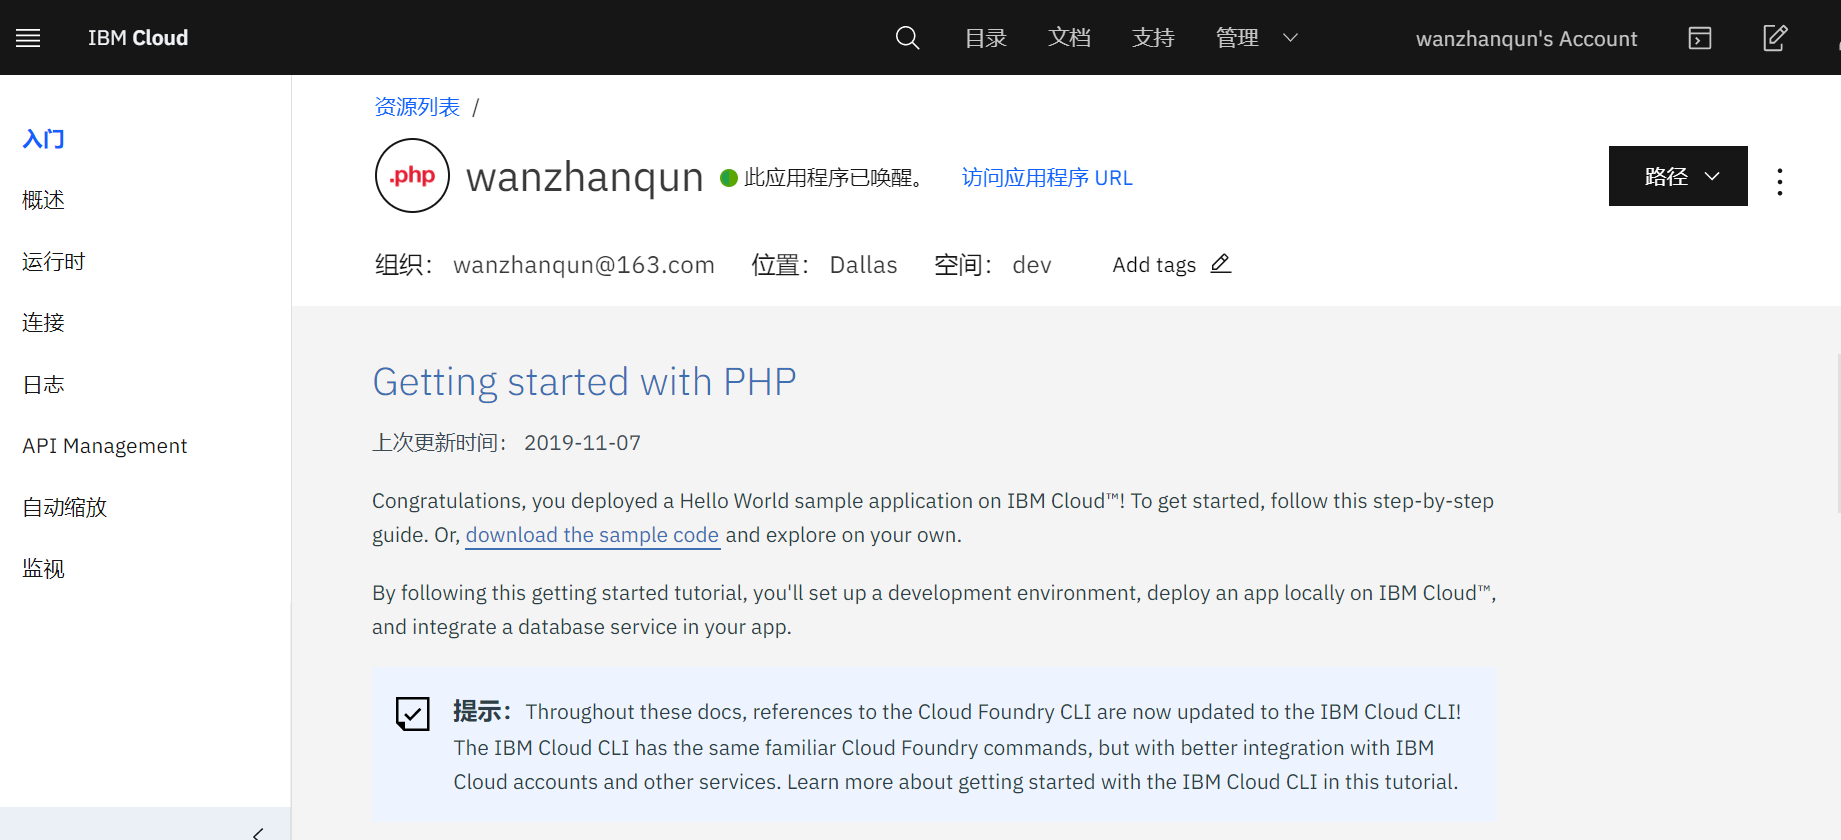 IBM Cloud
目录
文档
支持
管理
wanzhanqun's Account
入门
概述
运行时
连接
日志
API Management
自动缩放
监视
资源列表 /
.php
wanzhanqun
此应用程序已唤醒。
访问应用程序 URL
路径
组织： wanzhanqun@163.com 位置： Dallas 空间： dev Add tags
Getting started with PHP
上次更新时间： 2019-11-07
Congratulations, you deployed a Hello World sample application on IBM Cloud™! To get started, follow this step-by-step
guide. Or, download the sample code and explore on your own.
By following this getting started tutorial, you'll set up a development environment, deploy an app locally on IBM Cloud™,
and integrate a database service in your app.
提示： Throughout these docs, references to the Cloud Foundry CLI are now updated to the IBM Cloud CLI!
The IBM Cloud CLI has the same familiar Cloud Foundry commands, but with better integration with IBM
Cloud accounts and other services. Learn more about getting started with the IBM Cloud CLI in this tutorial.